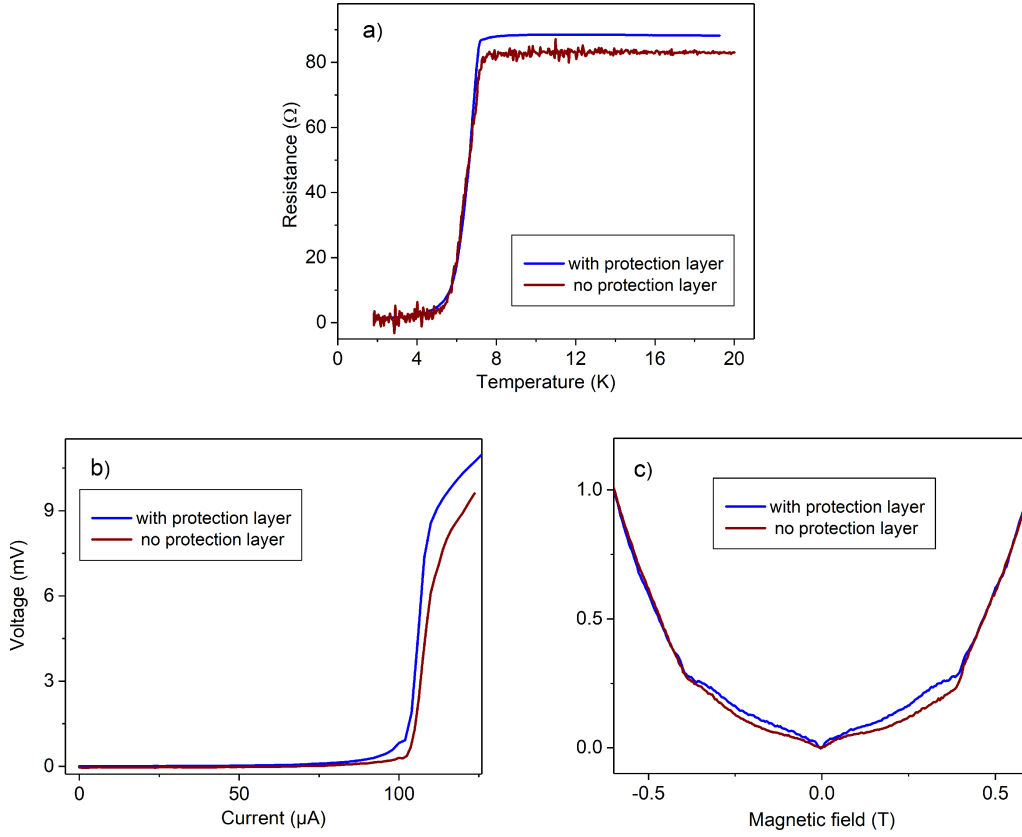 a)
80
60
40
20
0
Resistance (Ω)
with protection layer
no protection layer
0 4 8 12 16 20
Temperature (K)
b)
9
6
3
0
Voltage (mV)
with protection layer
no protection layer
0 50 100
Current (µA)
c)
1.0
0.5
0.0
with protection layer
no protection layer
-0.5 0.0 0.5
Magnetic field (T)